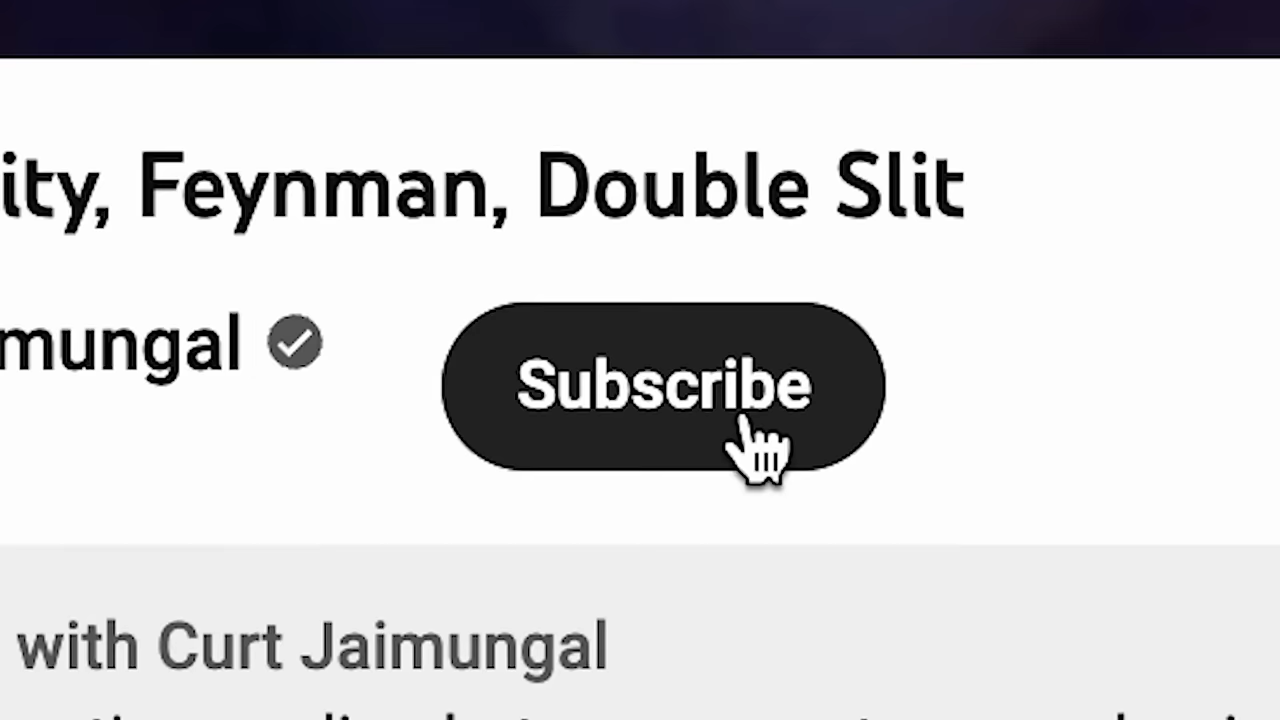 ity, Feynman, Double Slit
mungal
Subscribe
with Curt Jaimungal